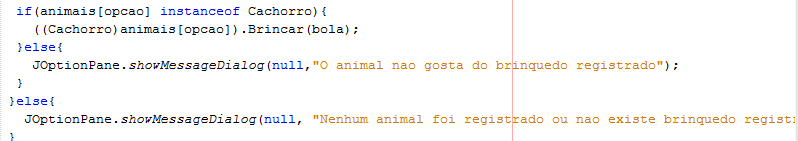 if(animais[opcao] instanceof Cachorro){
((Cachorro)animais[opcao]).Brincar(bola);
}else{
JOptionPane.showMessageDialog(null,"O animal nao gosta do brinquedo registrado");
}
}else{
JOptionPane.showMessageDialog(null, "Nenhum animal foi registrado ou nao existe brinquedo regist
}